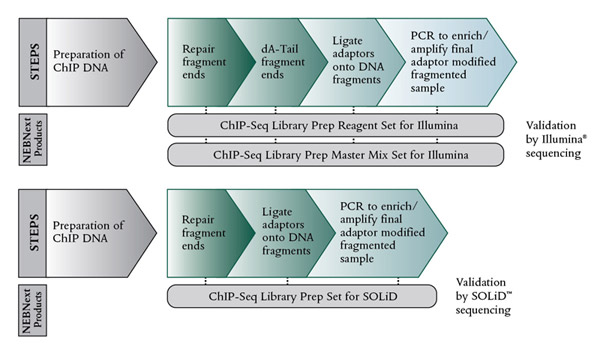 STEPS
Preparation of
ChIP DNA
Repair
fragment
ends
dA-Tail
fragment
ends
Ligate
adaptors
onto DNA
fragments
PCR to enrich/
amplify final
adaptor modified
fragmented
sample
NEBNext
Products
ChIP-Seq Library Prep Reagent Set for Illumina
ChIP-Seq Library Prep Master Mix Set for Illumina
Validation
by Illumina®
sequencing
STEPS
Preparation of
ChIP DNA
Repair
fragment
ends
Ligate
adaptors
onto DNA
fragments
PCR to enrich/
amplify final
adaptor modified
fragmented
sample
NEBNext
Products
ChIP-Seq Library Prep Set for SOLiD
Validation
by SOLiD™
sequencing